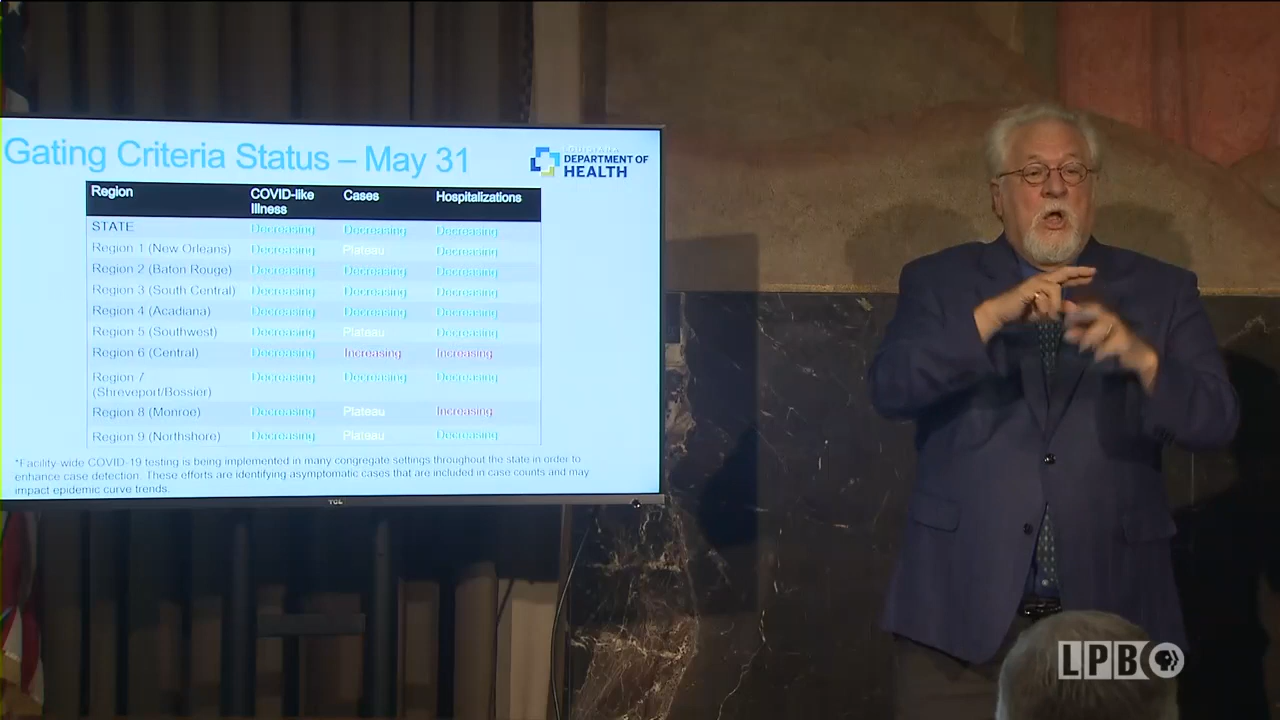 Gating Criteria Status – May 31
LOUISIANA
DEPARTMENT OF
HEALTH
Region COVID-like Illness Cases Hospitalizations
STATE Decreasing Decreasing Decreasing
Region 1 (New Orleans) Decreasing Plateau Decreasing
Region 2 (Baton Rouge) Decreasing Decreasing Decreasing
Region 3 (South Central) Decreasing Decreasing Decreasing
Region 4 (Acadiana) Decreasing Decreasing Decreasing
Region 5 (Southwest) Decreasing Plateau Decreasing
Region 6 (Central) Decreasing Increasing Increasing
Region 7 (Shreveport/Bossier) Decreasing Decreasing Decreasing
Region 8 (Monroe) Decreasing Plateau Increasing
Region 9 (Northshore) Decreasing Plateau Decreasing
*Facility-wide COVID-19 testing is being implemented in many congregate settings throughout the state in order to
enhance case detection. These efforts are identifying asymptomatic cases that are included in case counts and may
impact epidemic curve trends.
TCL
LPB